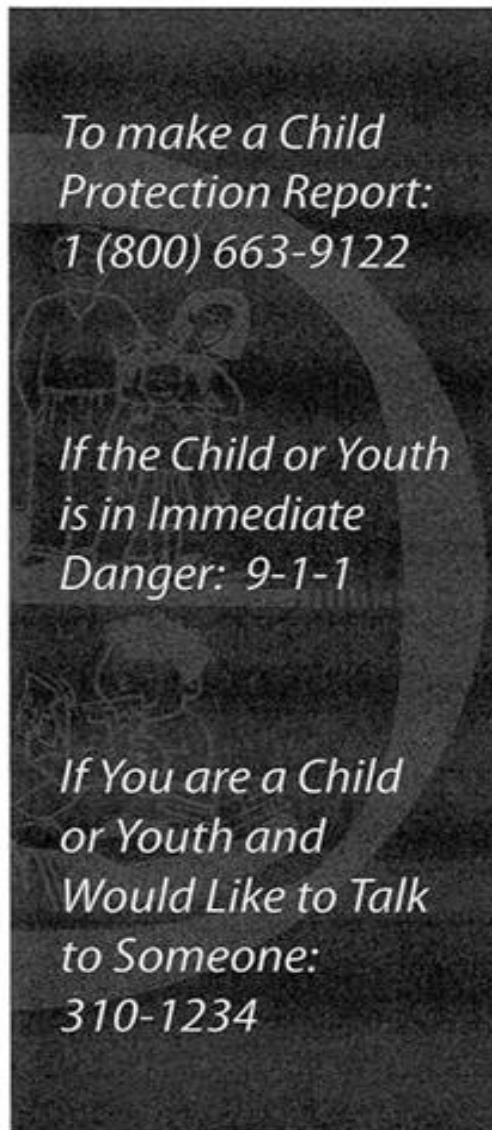 To make a Child
Protection Report:
1 (800) 663-9122
If the Child or Youth
is in Immediate
Danger:  9-1-1
If You are a Child
or Youth and
Would Like to Talk
to Someone:
310-1234